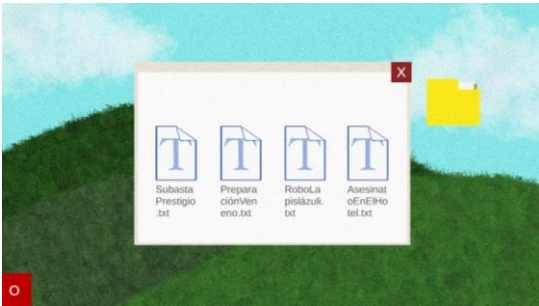 X
Subasta
Prestigio
.txt
Prepara
ciónVen
eno.txt
RoboLa
pislázuli.
txt
Asesinat
oEnElHo
tel.txt
O